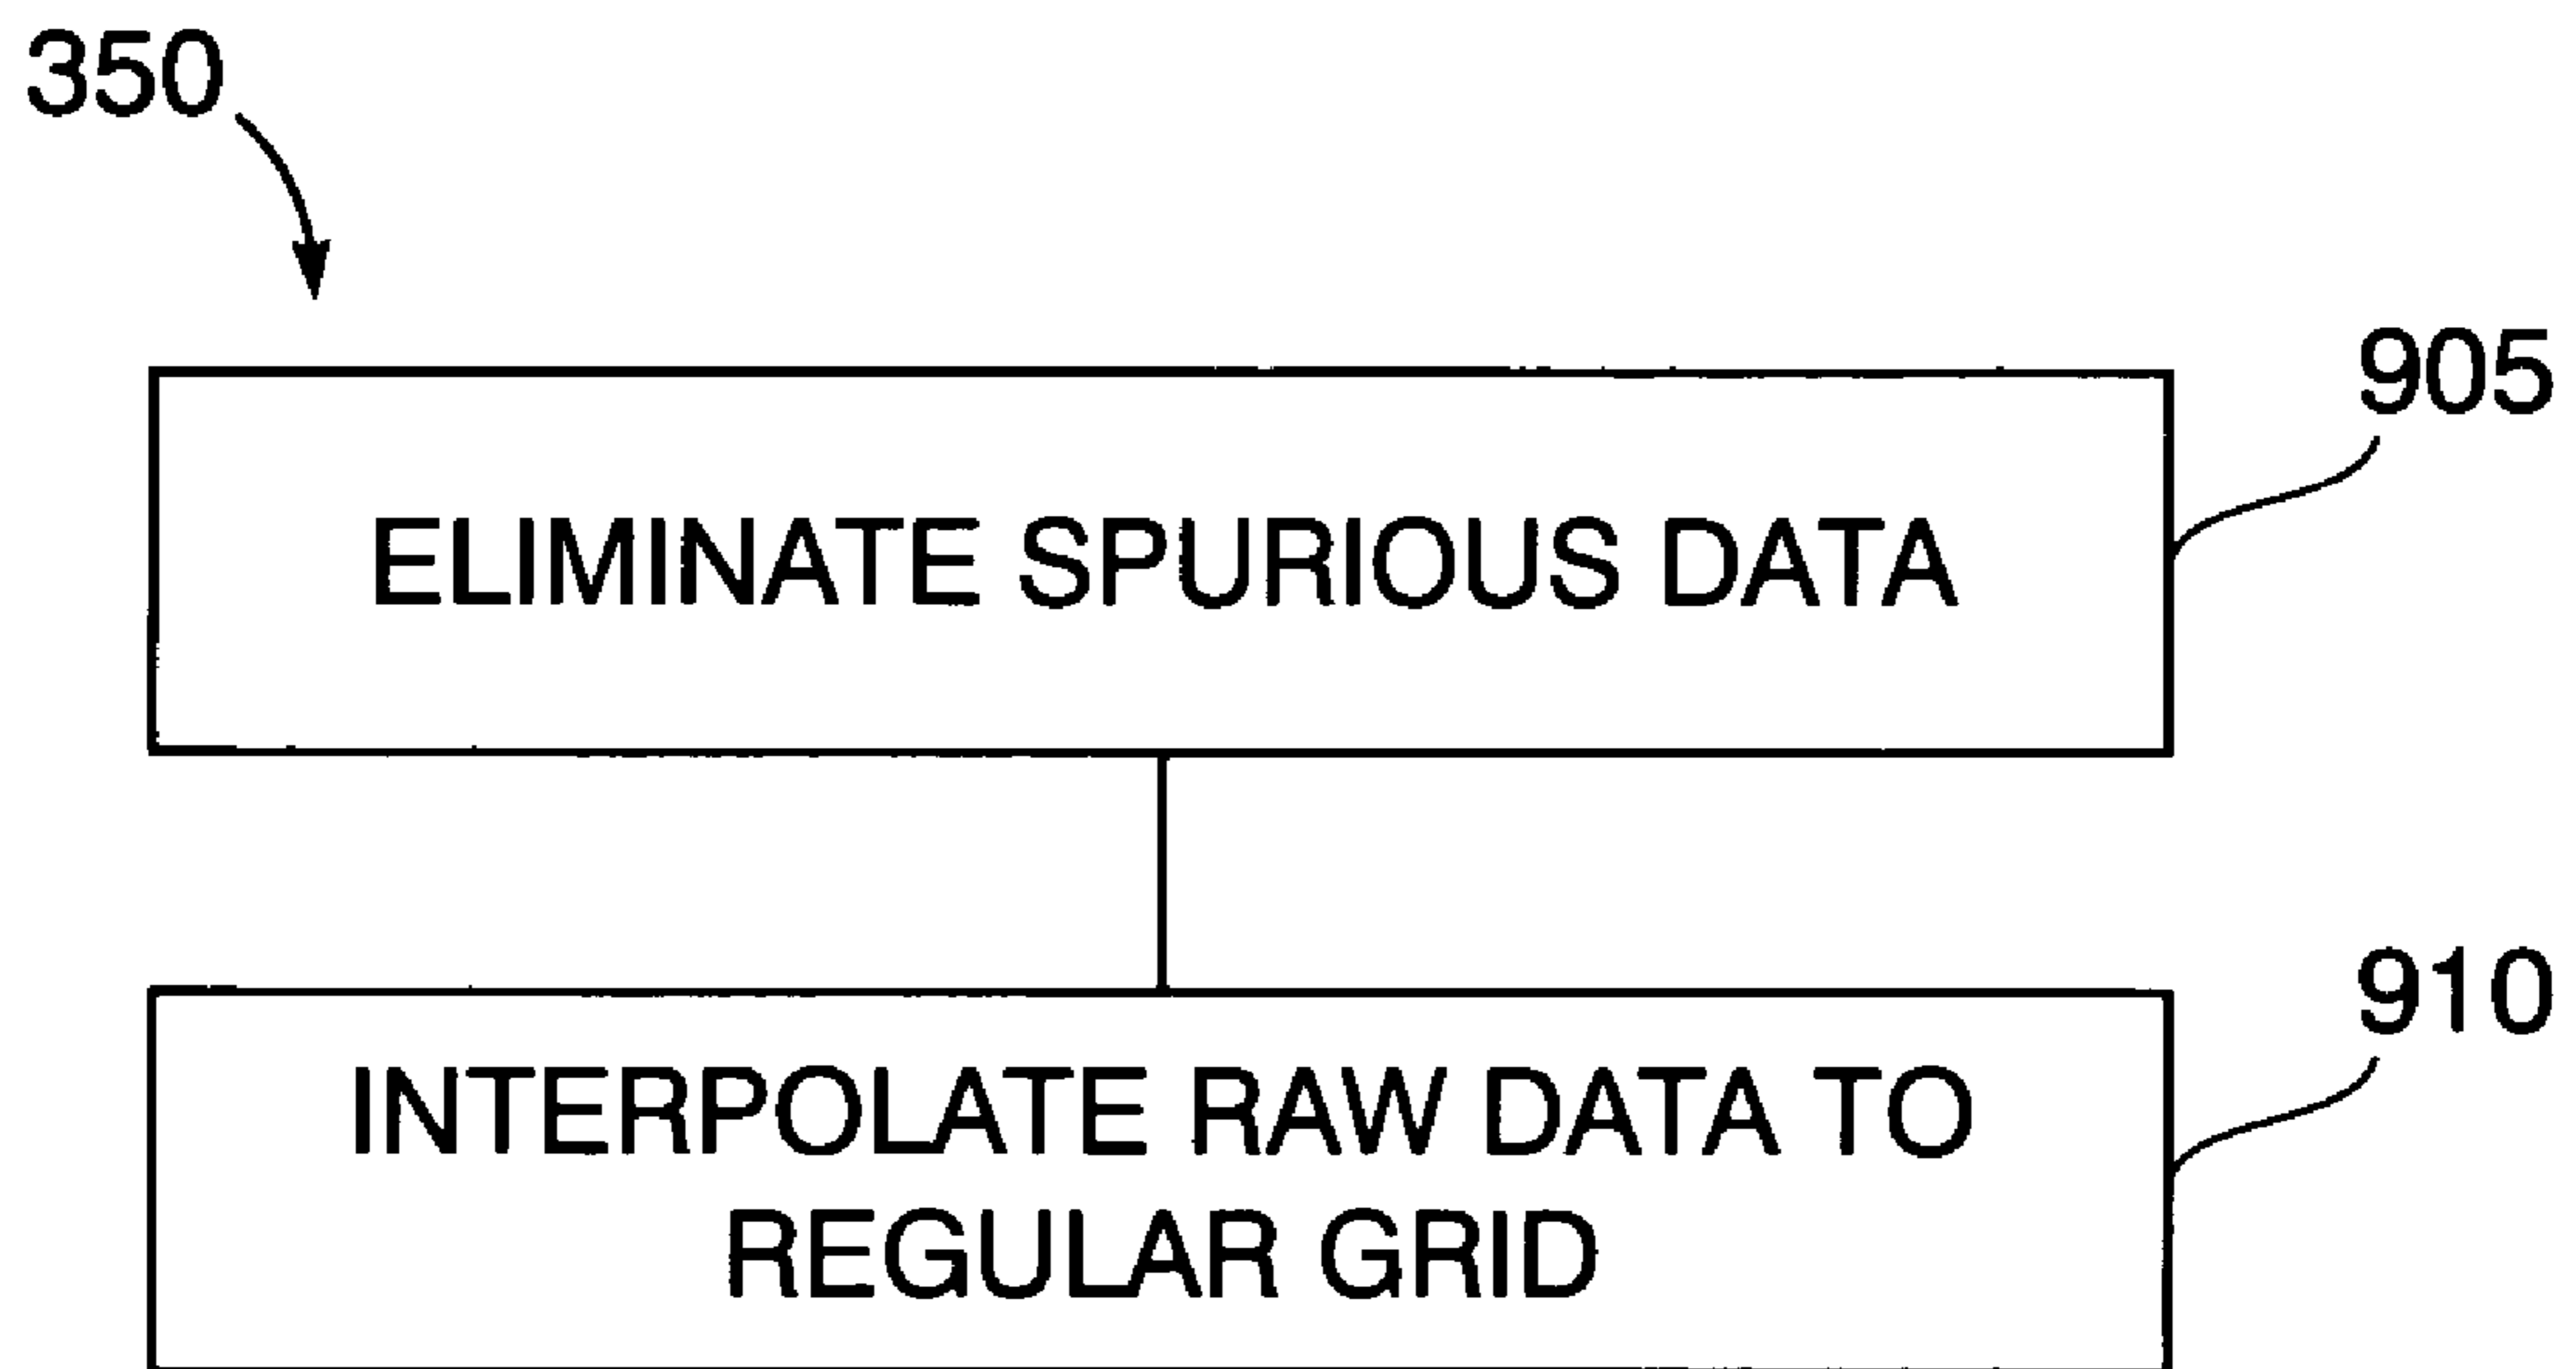 350
905
ELIMINATE SPURIOUS DATA
910
INTERPOLATE RAW DATA TO
REGULAR GRID